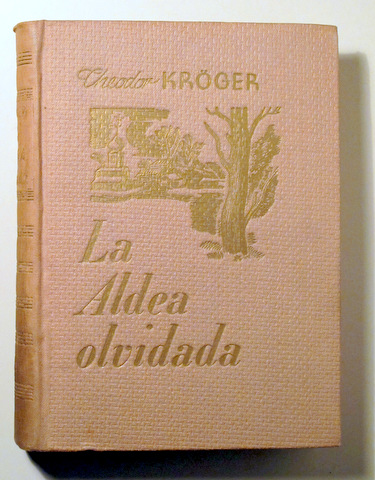 Theodor KRÖGER
La
Aldea
olvidada